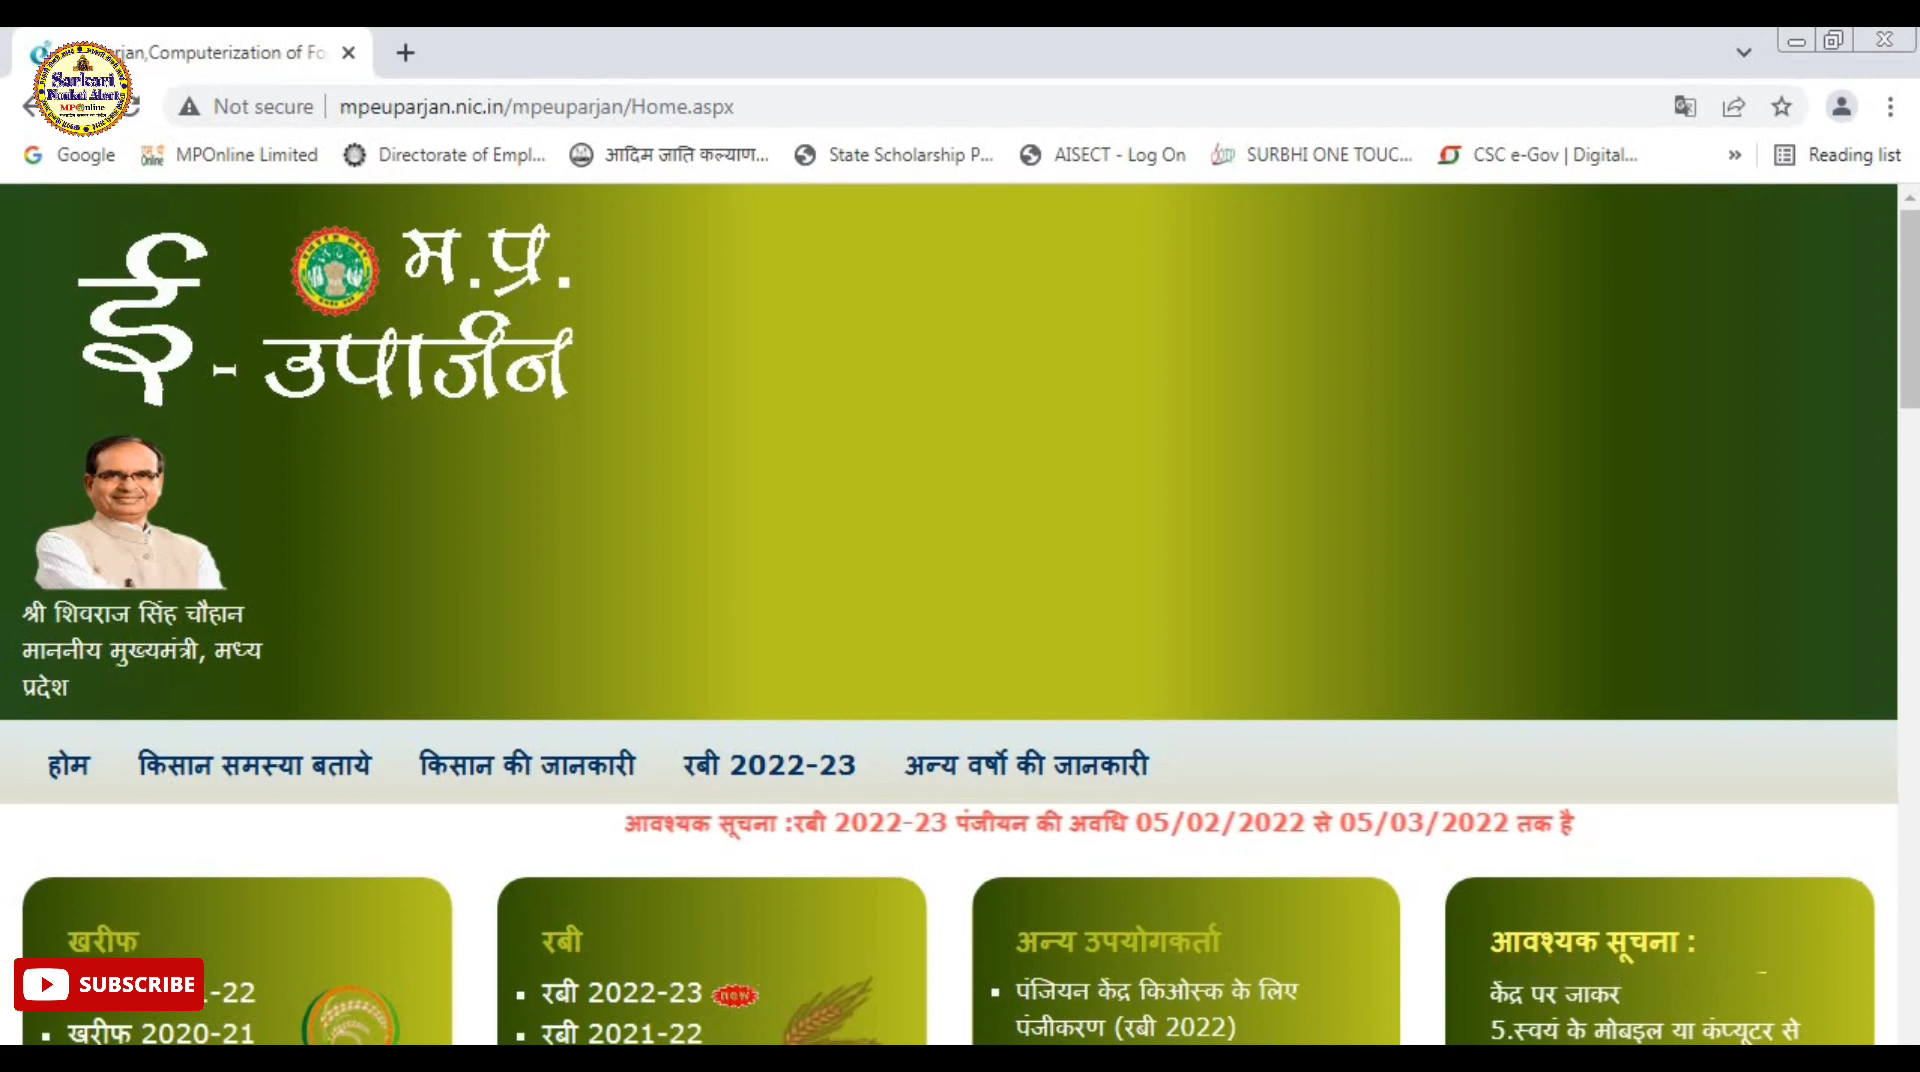 rjan,Computerization of Fo
Sarkari
Noukri Alert
MPOnline
Not secure
mpeuparjan.nic.in/mpeuparjan/Home.aspx
Google
MPOnline Limited
Directorate of Empl...
आदिम जाति कल्याण...
State Scholarship P...
AISECT - Log On
SURBHI ONE TOUC...
CSC e-Gov | Digital...
»
Reading list
म.प्र.
ई - उपार्जन
श्री शिवराज सिंह चौहान
माननीय मुख्यमंत्री, मध्य
प्रदेश
होम
किसान समस्या बताये
किसान की जानकारी
रबी 2022-23
अन्य वर्षो की जानकारी
आवश्यक सूचना :रबी 2022-23 पंजीयन की अवधि 05/02/2022 से 05/03/2022 तक है
खरीफ
SUBSCRIBE
-22
खरीफ 2020-21
रबी
रबी 2022-23 new
रबी 2021-22
अन्य उपयोगकर्ता
पंजियन केंद्र किओस्क के लिए
पंजीकरण (रबी 2022)
आवश्यक सूचना :
केंद्र पर जाकर
5.स्वयं के मोबइल या कंप्यूटर से